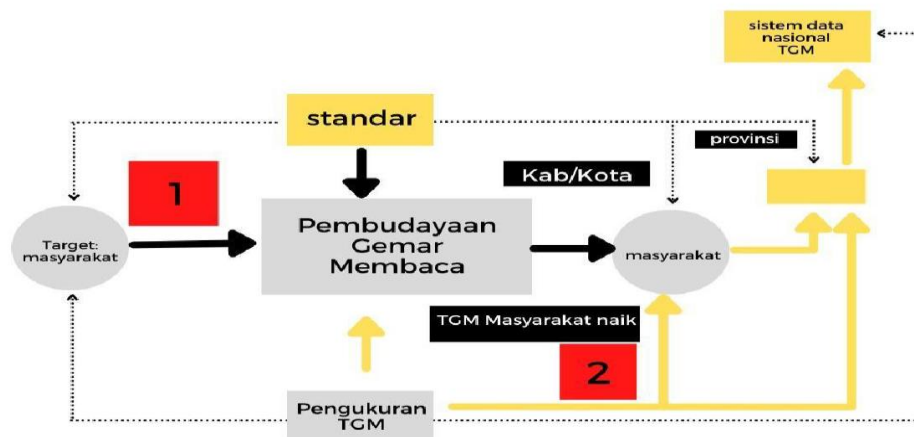 sistem data
nasional
TGM
standar
provinsi
1
Kab/Kota
Target:
masyarakat
Pembudayaan
Gemar
Membaca
masyarakat
TGM Masyarakat naik
2
Pengukuran
TGM